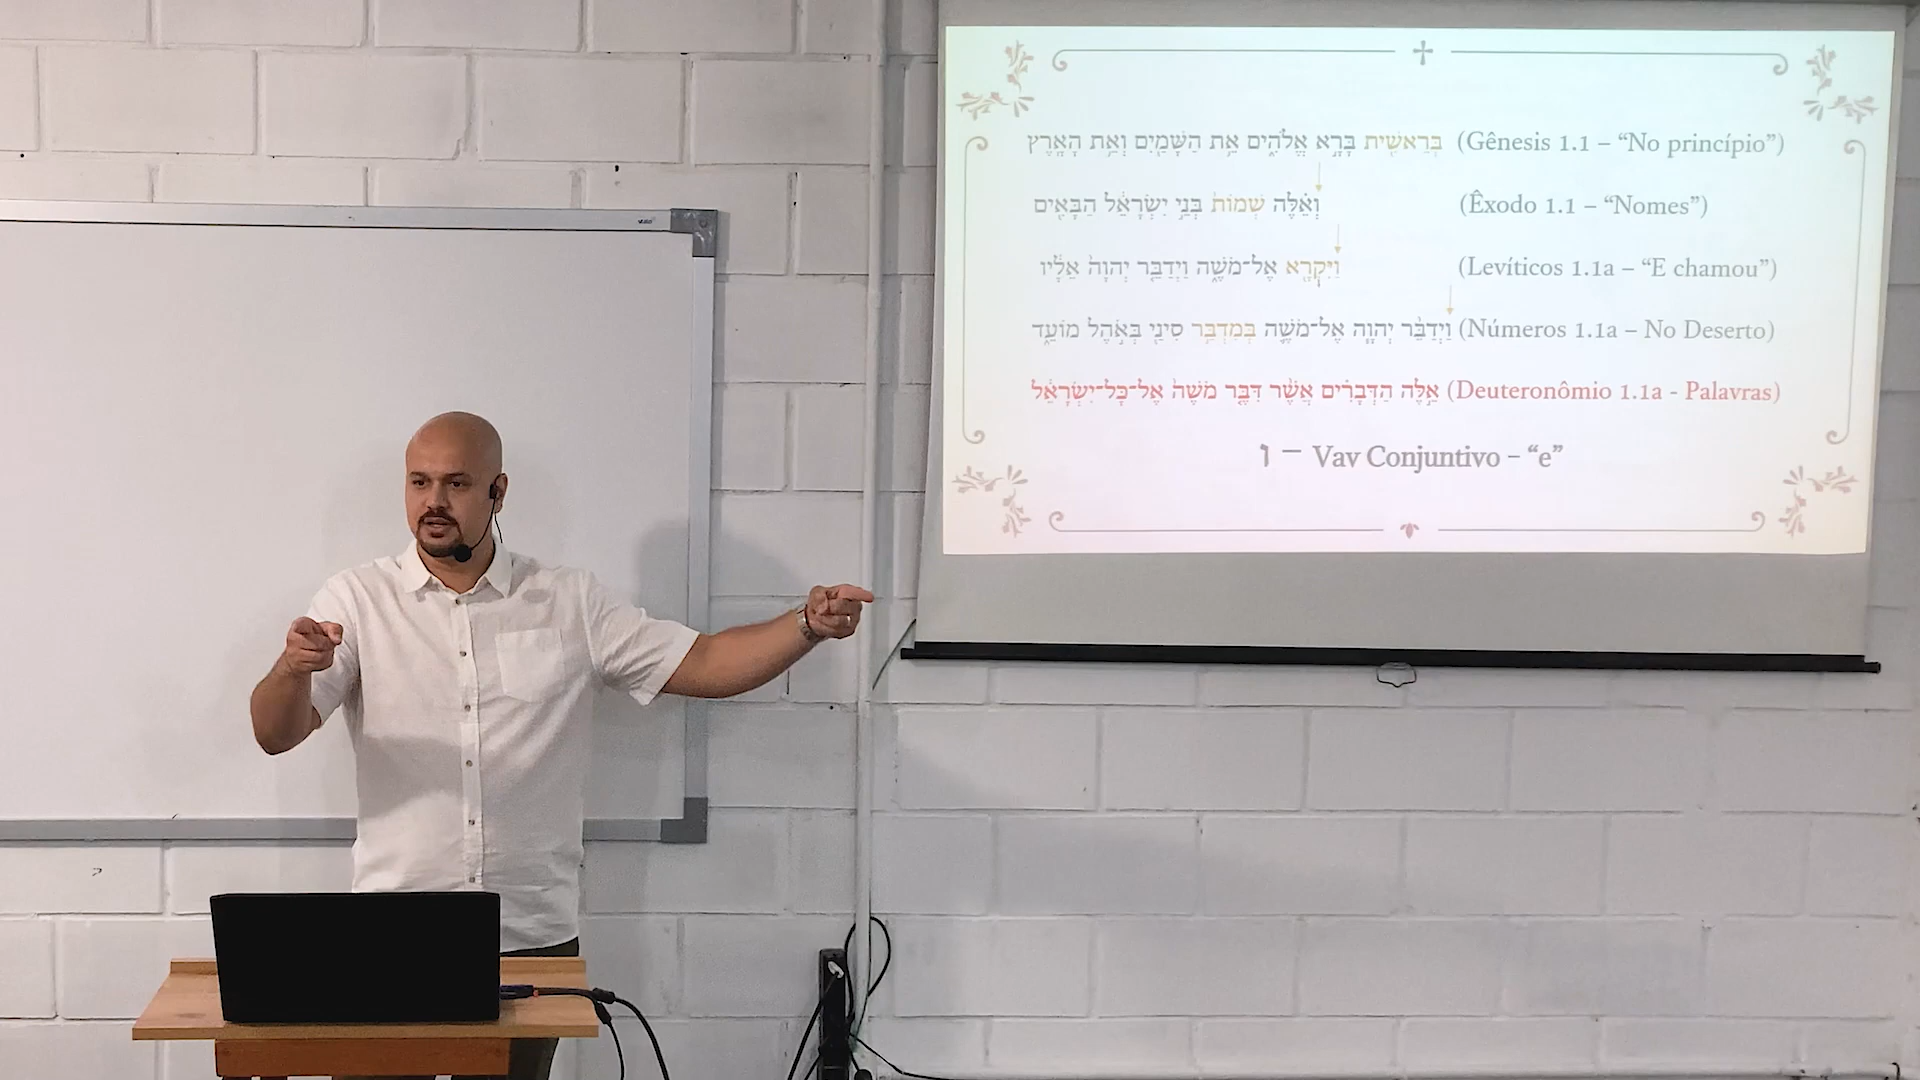 בְּרֵאשִׁ֖ית בָּרָ֣א אֱלֹהִ֑ים אֵ֥ת הַשָּׁמַ֖יִם וְאֵ֥ת הָאָֽרֶץ (Gênesis 1.1 – “No princípio”)
וְאֵ֗לֶּה שְׁמוֹת֙ בְּנֵ֣י יִשְׂרָאֵ֔ל הַבָּאִ֖ים (Êxodo 1.1 – “Nomes”)
וַיִּקְרָ֖א אֶל־מֹשֶׁ֑ה וַיְדַבֵּ֤ר יְהוָה֙ אֵלָ֔יו (Levíticos 1.1a – “E chamou”)
וַיְדַבֵּ֨ר יְהוָ֧ה אֶל־מֹשֶׁ֛ה בְּמִדְבַּ֥ר סִינַ֖י בְּאֹ֣הֶל מוֹעֵ֑ד (Números 1.1a – No Deserto)
אֵ֣לֶּה הַדְּבָרִ֗ים אֲשֶׁ֨ר דִּבֶּ֤ר מֹשֶׁה֙ אֶל־כָּל־יִשְׂרָאֵ֔ל (Deuteronômio 1.1a - Palavras)
ו – Vav Conjuntivo – “e”